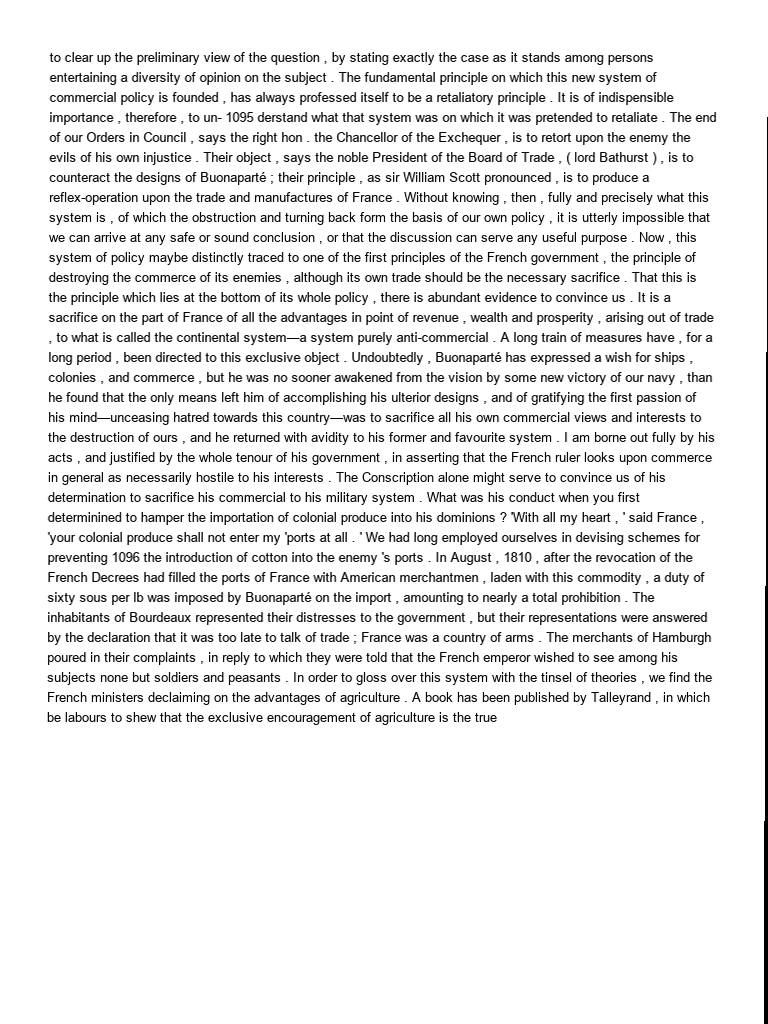 to clear up the preliminary view of the question , by stating exactly the case as it stands among persons
entertaining a diversity of opinion on the subject . The fundamental principle on which this new system of
commercial policy is founded , has always professed itself to be a retaliatory principle . It is of indispensible
importance , therefore , to un- 1095 derstand what that system was on which it was pretended to retaliate . The end
of our Orders in Council , says the right hon . the Chancellor of the Exchequer , is to retort upon the enemy the
evils of his own injustice . Their object , says the noble President of the Board of Trade , ( lord Bathurst ) , is to
counteract the designs of Buonaparté ; their principle , as sir William Scott pronounced , is to produce a
reflex-operation upon the trade and manufactures of France . Without knowing , then , fully and precisely what this
system is , of which the obstruction and turning back form the basis of our own policy , it is utterly impossible that
we can arrive at any safe or sound conclusion , or that the discussion can serve any useful purpose . Now , this
system of policy maybe distinctly traced to one of the first principles of the French government , the principle of
destroying the commerce of its enemies , although its own trade should be the necessary sacrifice . That this is
the principle which lies at the bottom of its whole policy , there is abundant evidence to convince us . It is a
sacrifice on the part of France of all the advantages in point of revenue , wealth and prosperity , arising out of trade
, to what is called the continental system—a system purely anti-commercial . A long train of measures have , for a
long period , been directed to this exclusive object . Undoubtedly , Buonaparté has expressed a wish for ships ,
colonies , and commerce , but he was no sooner awakened from the vision by some new victory of our navy , than
he found that the only means left him of accomplishing his ulterior designs , and of gratifying the first passion of
his mind—unceasing hatred towards this country—was to sacrifice all his own commercial views and interests to
the destruction of ours , and he returned with avidity to his former and favourite system . I am borne out fully by his
acts , and justified by the whole tenour of his government , in asserting that the French ruler looks upon commerce
in general as necessarily hostile to his interests . The Conscription alone might serve to convince us of his
determination to sacrifice his commercial to his military system . What was his conduct when you first
determinined to hamper the importation of colonial produce into his dominions ? 'With all my heart , ' said France ,
'your colonial produce shall not enter my 'ports at all . ' We had long employed ourselves in devising schemes for
preventing 1096 the introduction of cotton into the enemy 's ports . In August , 1810 , after the revocation of the
French Decrees had filled the ports of France with American merchantmen , laden with this commodity , a duty of
sixty sous per lb was imposed by Buonaparté on the import , amounting to nearly a total prohibition . The
inhabitants of Bourdeaux represented their distresses to the government , but their representations were answered
by the declaration that it was too late to talk of trade ; France was a country of arms . The merchants of Hamburgh
poured in their complaints , in reply to which they were told that the French emperor wished to see among his
subjects none but soldiers and peasants . In order to gloss over this system with the tinsel of theories , we find the
French ministers declaiming on the advantages of agriculture . A book has been published by Talleyrand , in which
be labours to shew that the exclusive encouragement of agriculture is the true